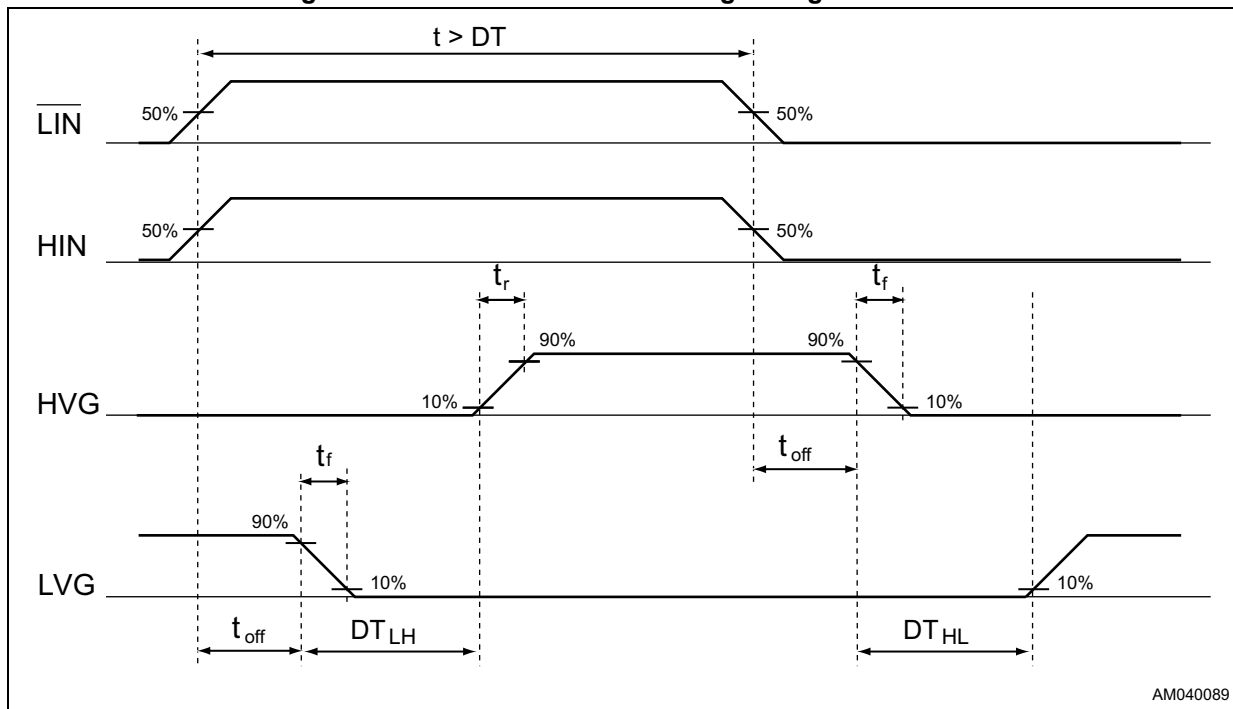 t > DT
LIN 50% 50%
HIN 50% 50%
tr tf
90% 90%
HVG 10% 10%
tf toff
90%
LVG 10% 10%
toff DTLH DTHL
AM040089